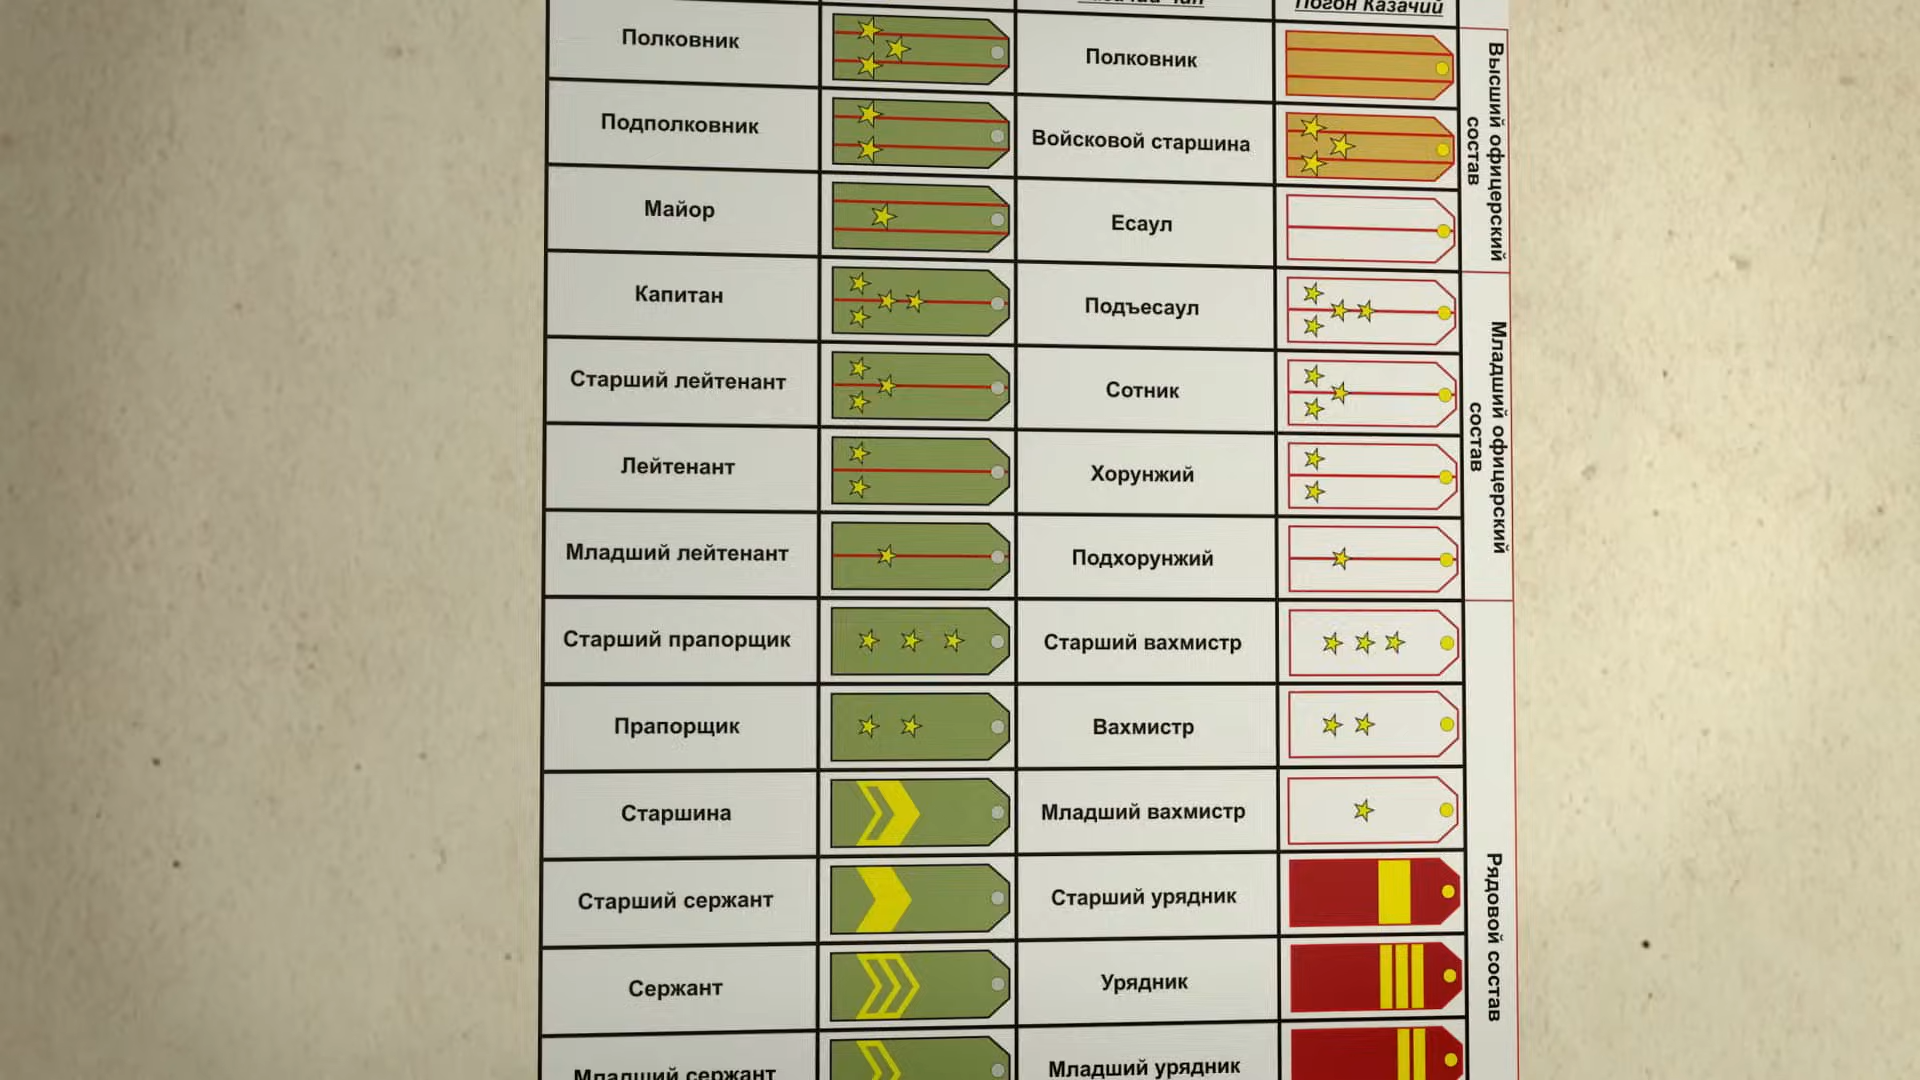 Погон Казачий
Полковник
Полковник
Подполковник
Войсковой старшина
Майор
Есаул
Капитан
Подъесаул
Старший лейтенант
Сотник
Лейтенант
Хорунжий
Младший лейтенант
Подхорунжий
Старший прапорщик
Старший вахмистр
Прапорщик
Вахмистр
Старшина
Младший вахмистр
Старший сержант
Старший урядник
Сержант
Урядник
Младший сержант
Младший урядник
Высший офицерский
состав
Младший офицерский
состав
Рядовой состав